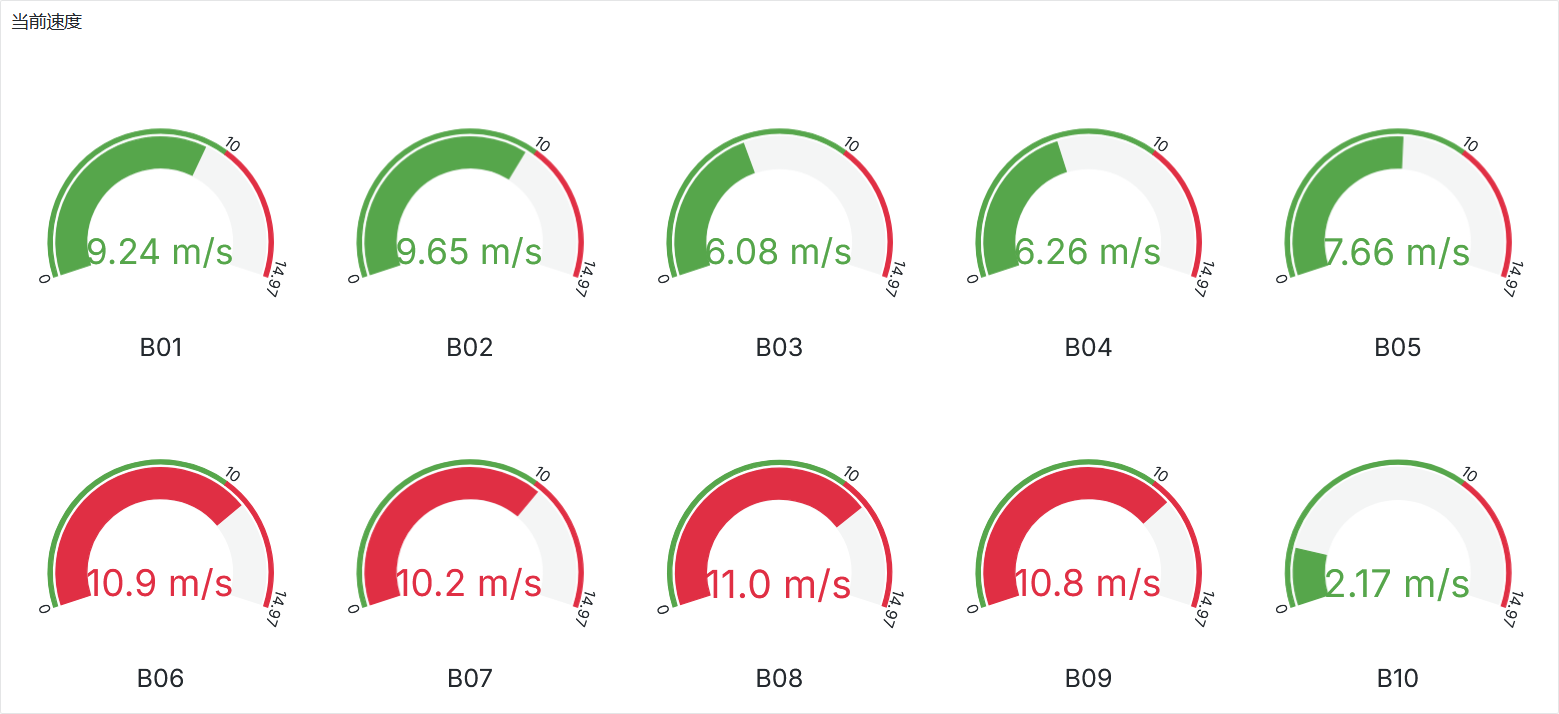 当前速度
10 10 10 10 10
9.24 m/s 9.65 m/s 6.08 m/s 6.26 m/s 7.66 m/s
0 14.97 0 14.97 0 14.97 0 14.97 0 14.97
B01 B02 B03 B04 B05
10 10 10 10 10
10.9 m/s 10.2 m/s 11.0 m/s 10.8 m/s 2.17 m/s
0 14.97 0 14.97 0 14.97 0 14.97 0 14.97
B06 B07 B08 B09 B10